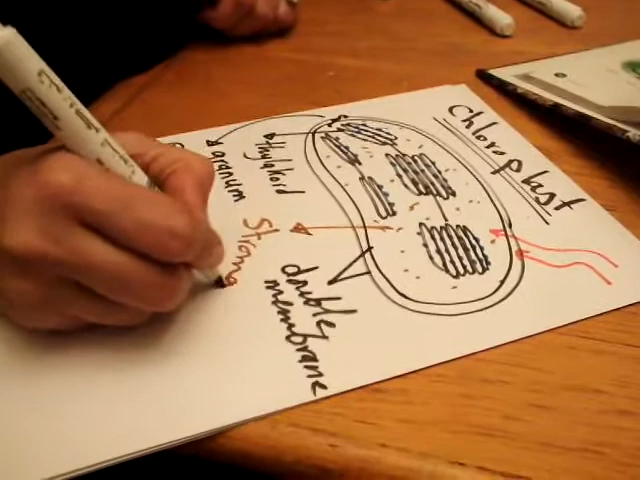 Chloroplast
thylakoid
granum
Stroma
double
membrane